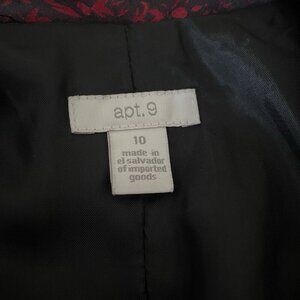 apt.9
10
made in
el salvador
of imported
goods